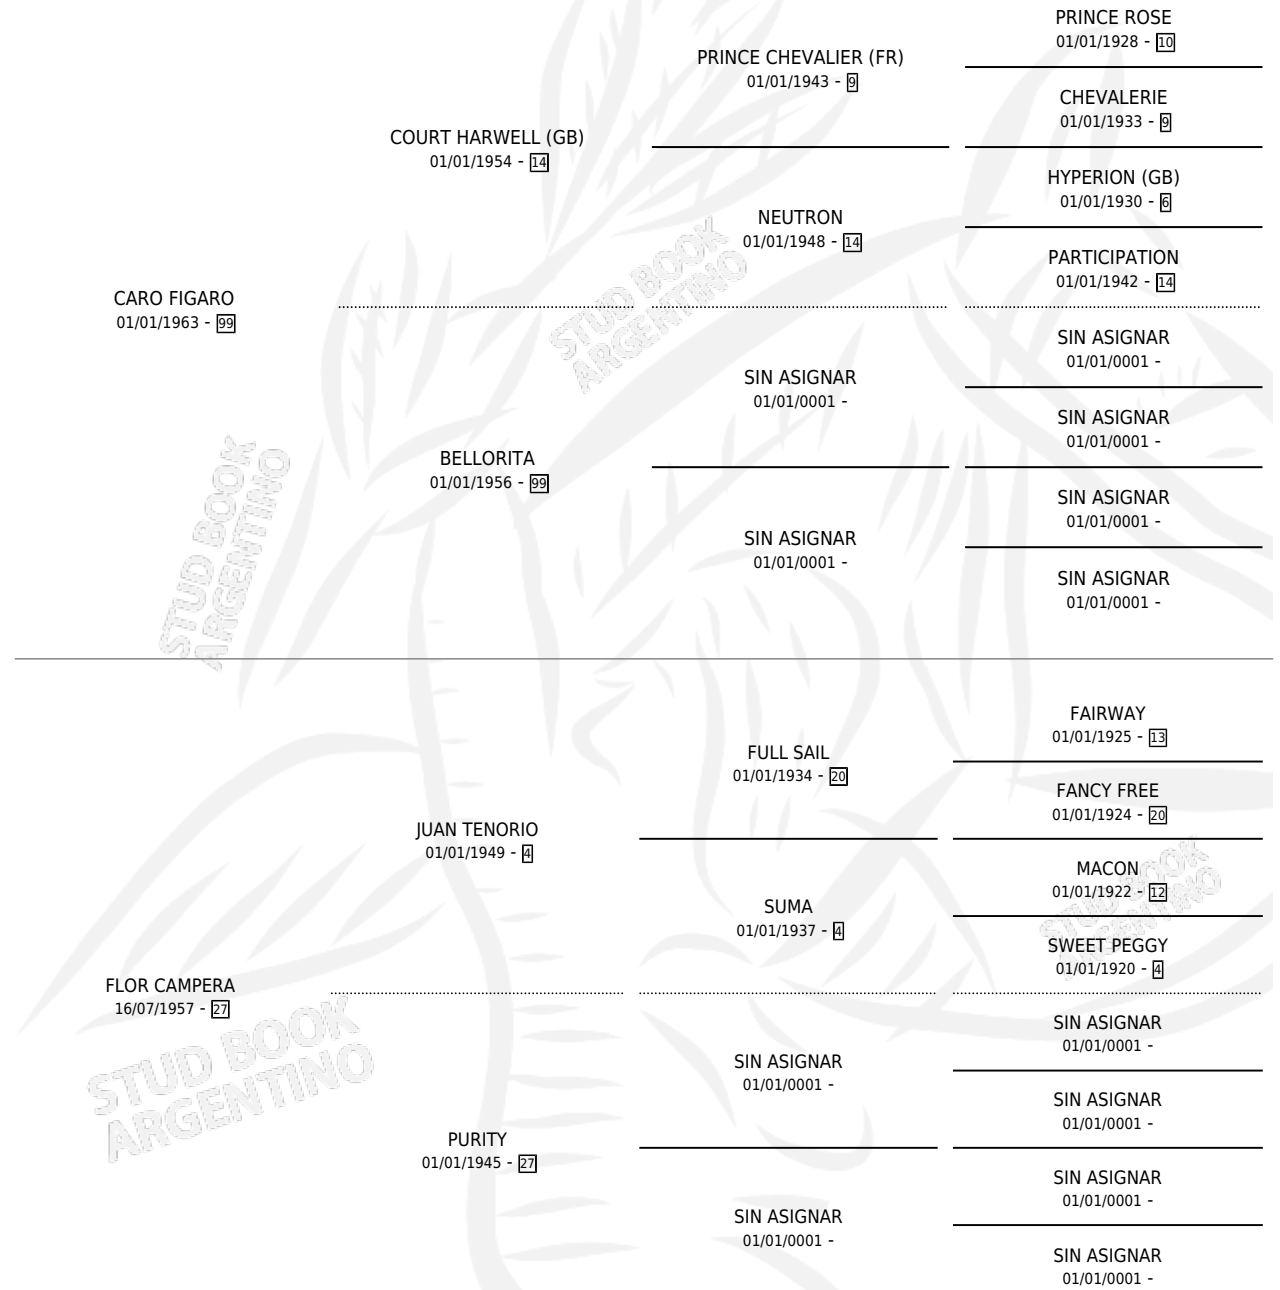 PRINCE ROSE
01/01/1928 - 10
PRINCE CHEVALIER (FR)
01/01/1943 - 9
CHEVALERIE
01/01/1933 - 9
COURT HARWELL (GB)
01/01/1954 - 14
HYPERION (GB)
01/01/1930 - 6
NEUTRON
01/01/1948 - 14
PARTICIPATION
01/01/1942 - 14
CARO FIGARO
01/01/1963 - 99
SIN ASIGNAR
01/01/0001 -
SIN ASIGNAR
01/01/0001 -
SIN ASIGNAR
01/01/0001 -
BELLORITA
01/01/1956 - 99
SIN ASIGNAR
01/01/0001 -
SIN ASIGNAR
01/01/0001 -
SIN ASIGNAR
01/01/0001 -
STUD BOOK
ARGENTINO
STUD BOOK
ARGENTINO
FAIRWAY
01/01/1925 - 13
FULL SAIL
01/01/1934 - 20
FANCY FREE
01/01/1924 - 20
JUAN TENORIO
01/01/1949 - 4
MACON
01/01/1922 - 12
SUMA
01/01/1937 - 4
SWEET PEGGY
01/01/1920 - 4
FLOR CAMPERA
16/07/1957 - 27
SIN ASIGNAR
01/01/0001 -
SIN ASIGNAR
01/01/0001 -
SIN ASIGNAR
01/01/0001 -
PURITY
01/01/1945 - 27
SIN ASIGNAR
01/01/0001 -
SIN ASIGNAR
01/01/0001 -
SIN ASIGNAR
01/01/0001 -
STUD BOOK
ARGENTINO
STUD BOOK
ARGENTINO